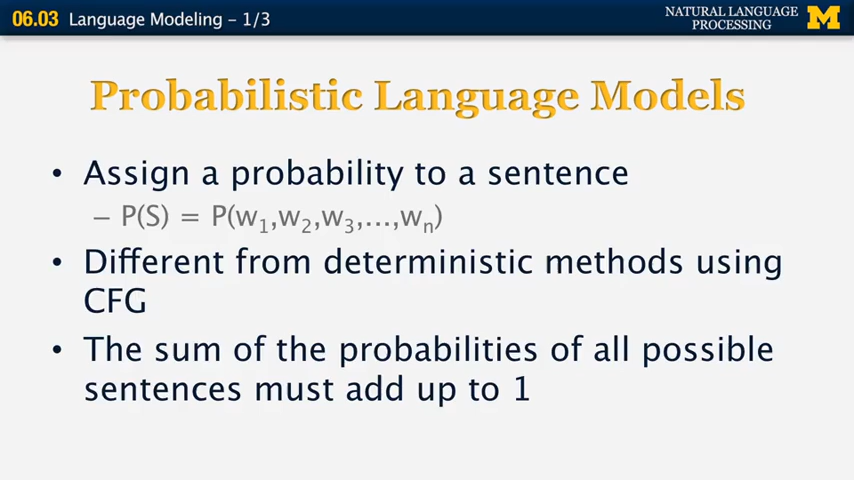 06.03 Language Modeling – 1/3
NATURAL LANGUAGE
PROCESSING
M
Probabilistic Language Models
• Assign a probability to a sentence
– P(S) = P(w₁,w₂,w₃,...,wₙ)
• Different from deterministic methods using
CFG
• The sum of the probabilities of all possible
sentences must add up to 1